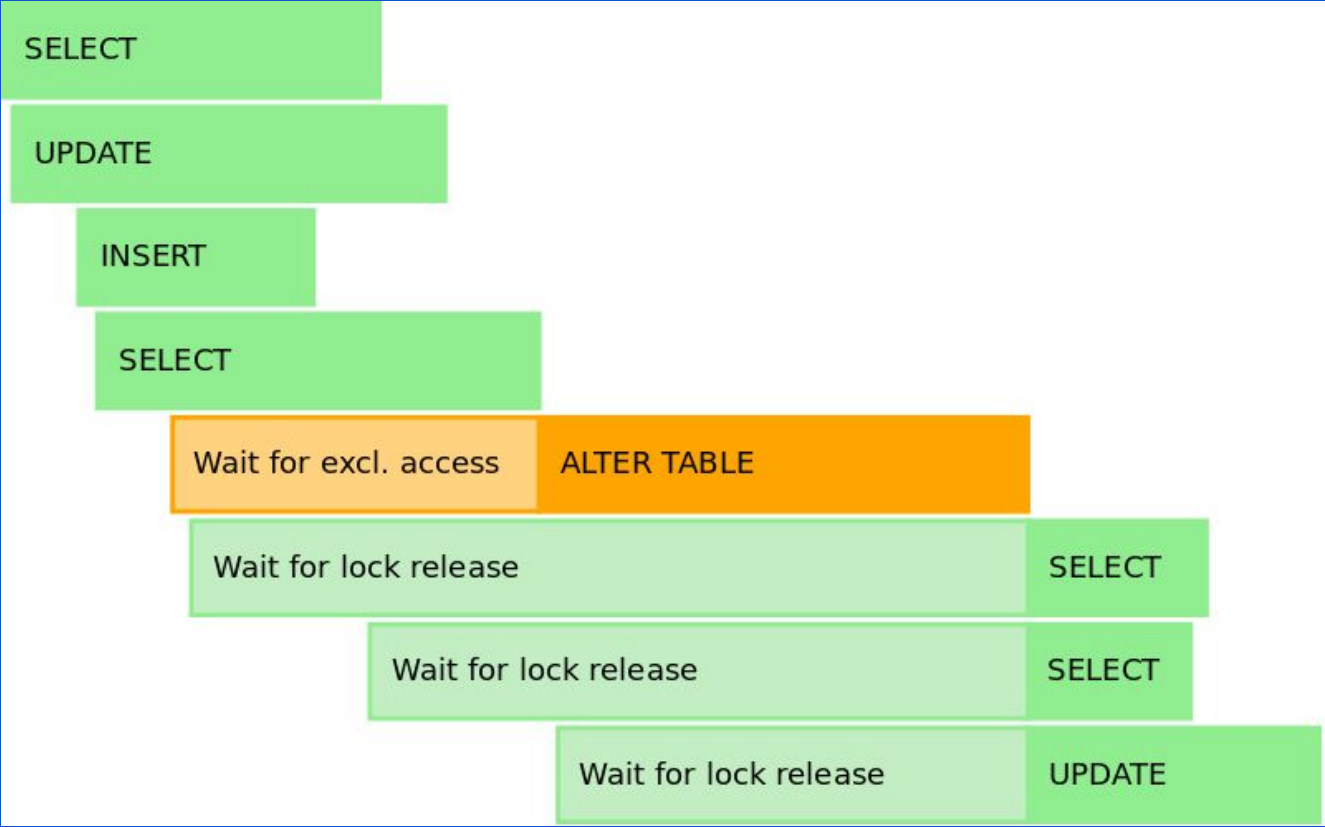 SELECT
UPDATE
INSERT
SELECT
Wait for excl. access ALTER TABLE
Wait for lock release SELECT
Wait for lock release SELECT
Wait for lock release UPDATE